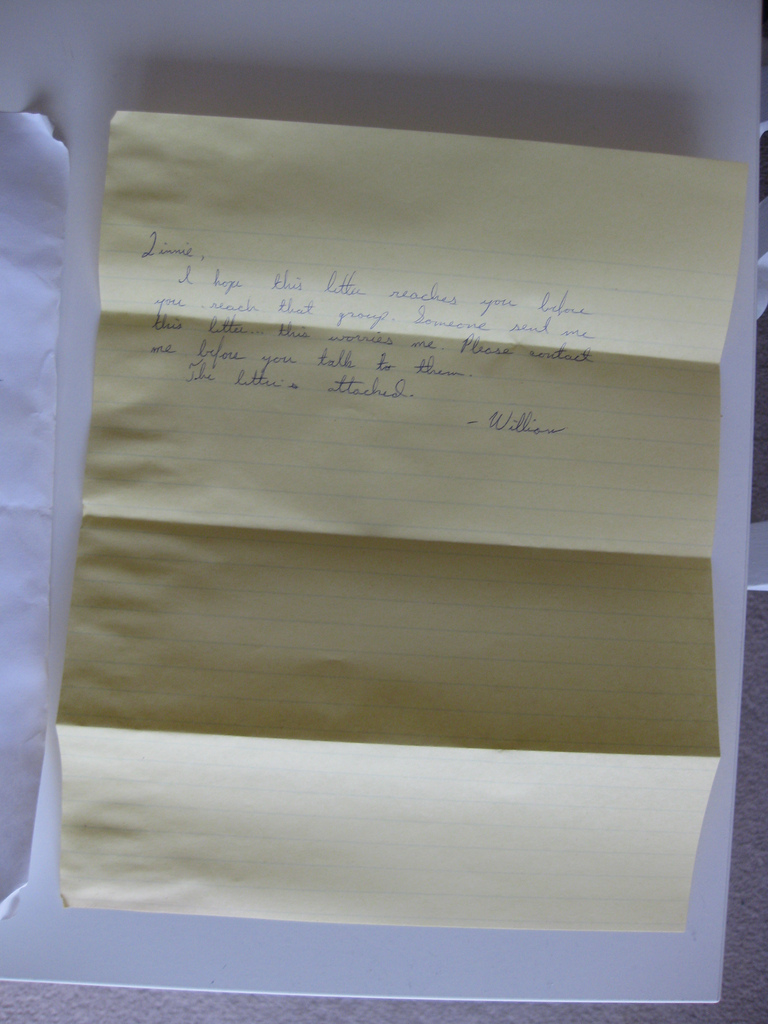 Linnie,
I hope this letter reaches you before
you reach that group. Someone sent me
this letter... this worries me. Please contact
me before you talk to them.
The letter is attached.
- William